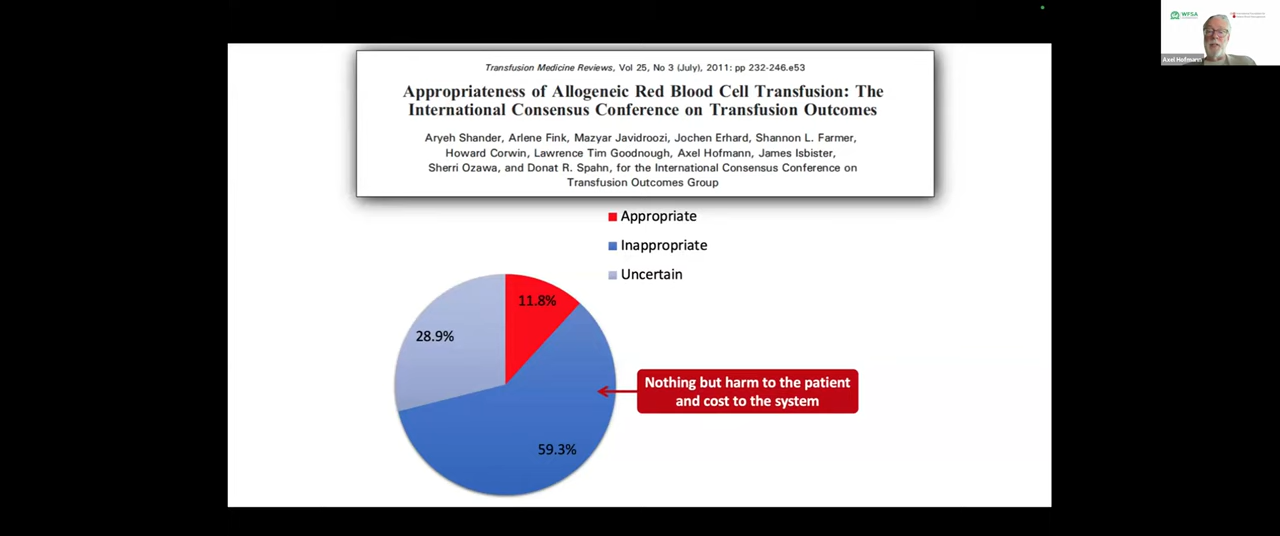 Transfusion Medicine Reviews, Vol 25, No 3 (July), 2011: pp 232-246.e53
Appropriateness of Allogeneic Red Blood Cell Transfusion: The
International Consensus Conference on Transfusion Outcomes
Aryeh Shander, Arlene Fink, Mazyar Javidroozi, Jochen Erhard, Shannon L. Farmer,
Howard Corwin, Lawrence Tim Goodnough, Axel Hofmann, James Isbister,
Sherri Ozawa, and Donat R. Spahn, for the International Consensus Conference on
Transfusion Outcomes Group
Appropriate
Inappropriate
Uncertain
11.8%
28.9%
Nothing but harm to the patient
and cost to the system
59.3%
WFSA
Axel Hofmann